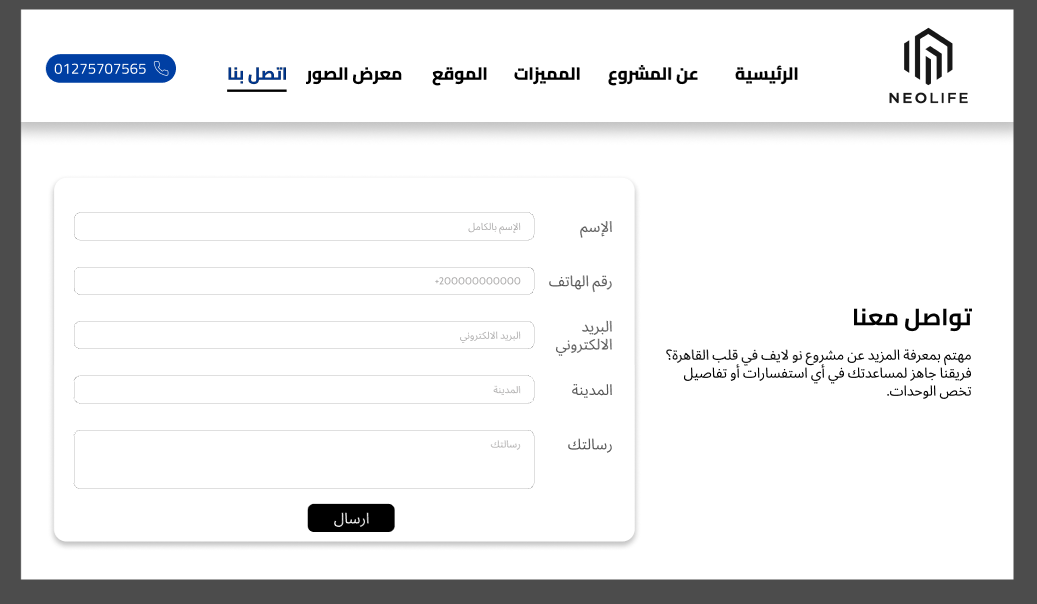 NEOLIFE
الرئيسية
عن المشروع
المميزات
الموقع
معرض الصور
اتصل بنا
01275707565
تواصل معنا
مهتم بمعرفة المزيد عن مشروع نو لايف في قلب القاهرة؟
فريقنا جاهز لمساعدتك في أي استفسارات أو تفاصيل
تخص الوحدات.
الإسم
الإسم بالكامل
رقم الهاتف
+200000000000
البريد
الالكتروني
البريد الالكتروني
المدينة
المدينة
رسالتك
رسالتك
ارسال